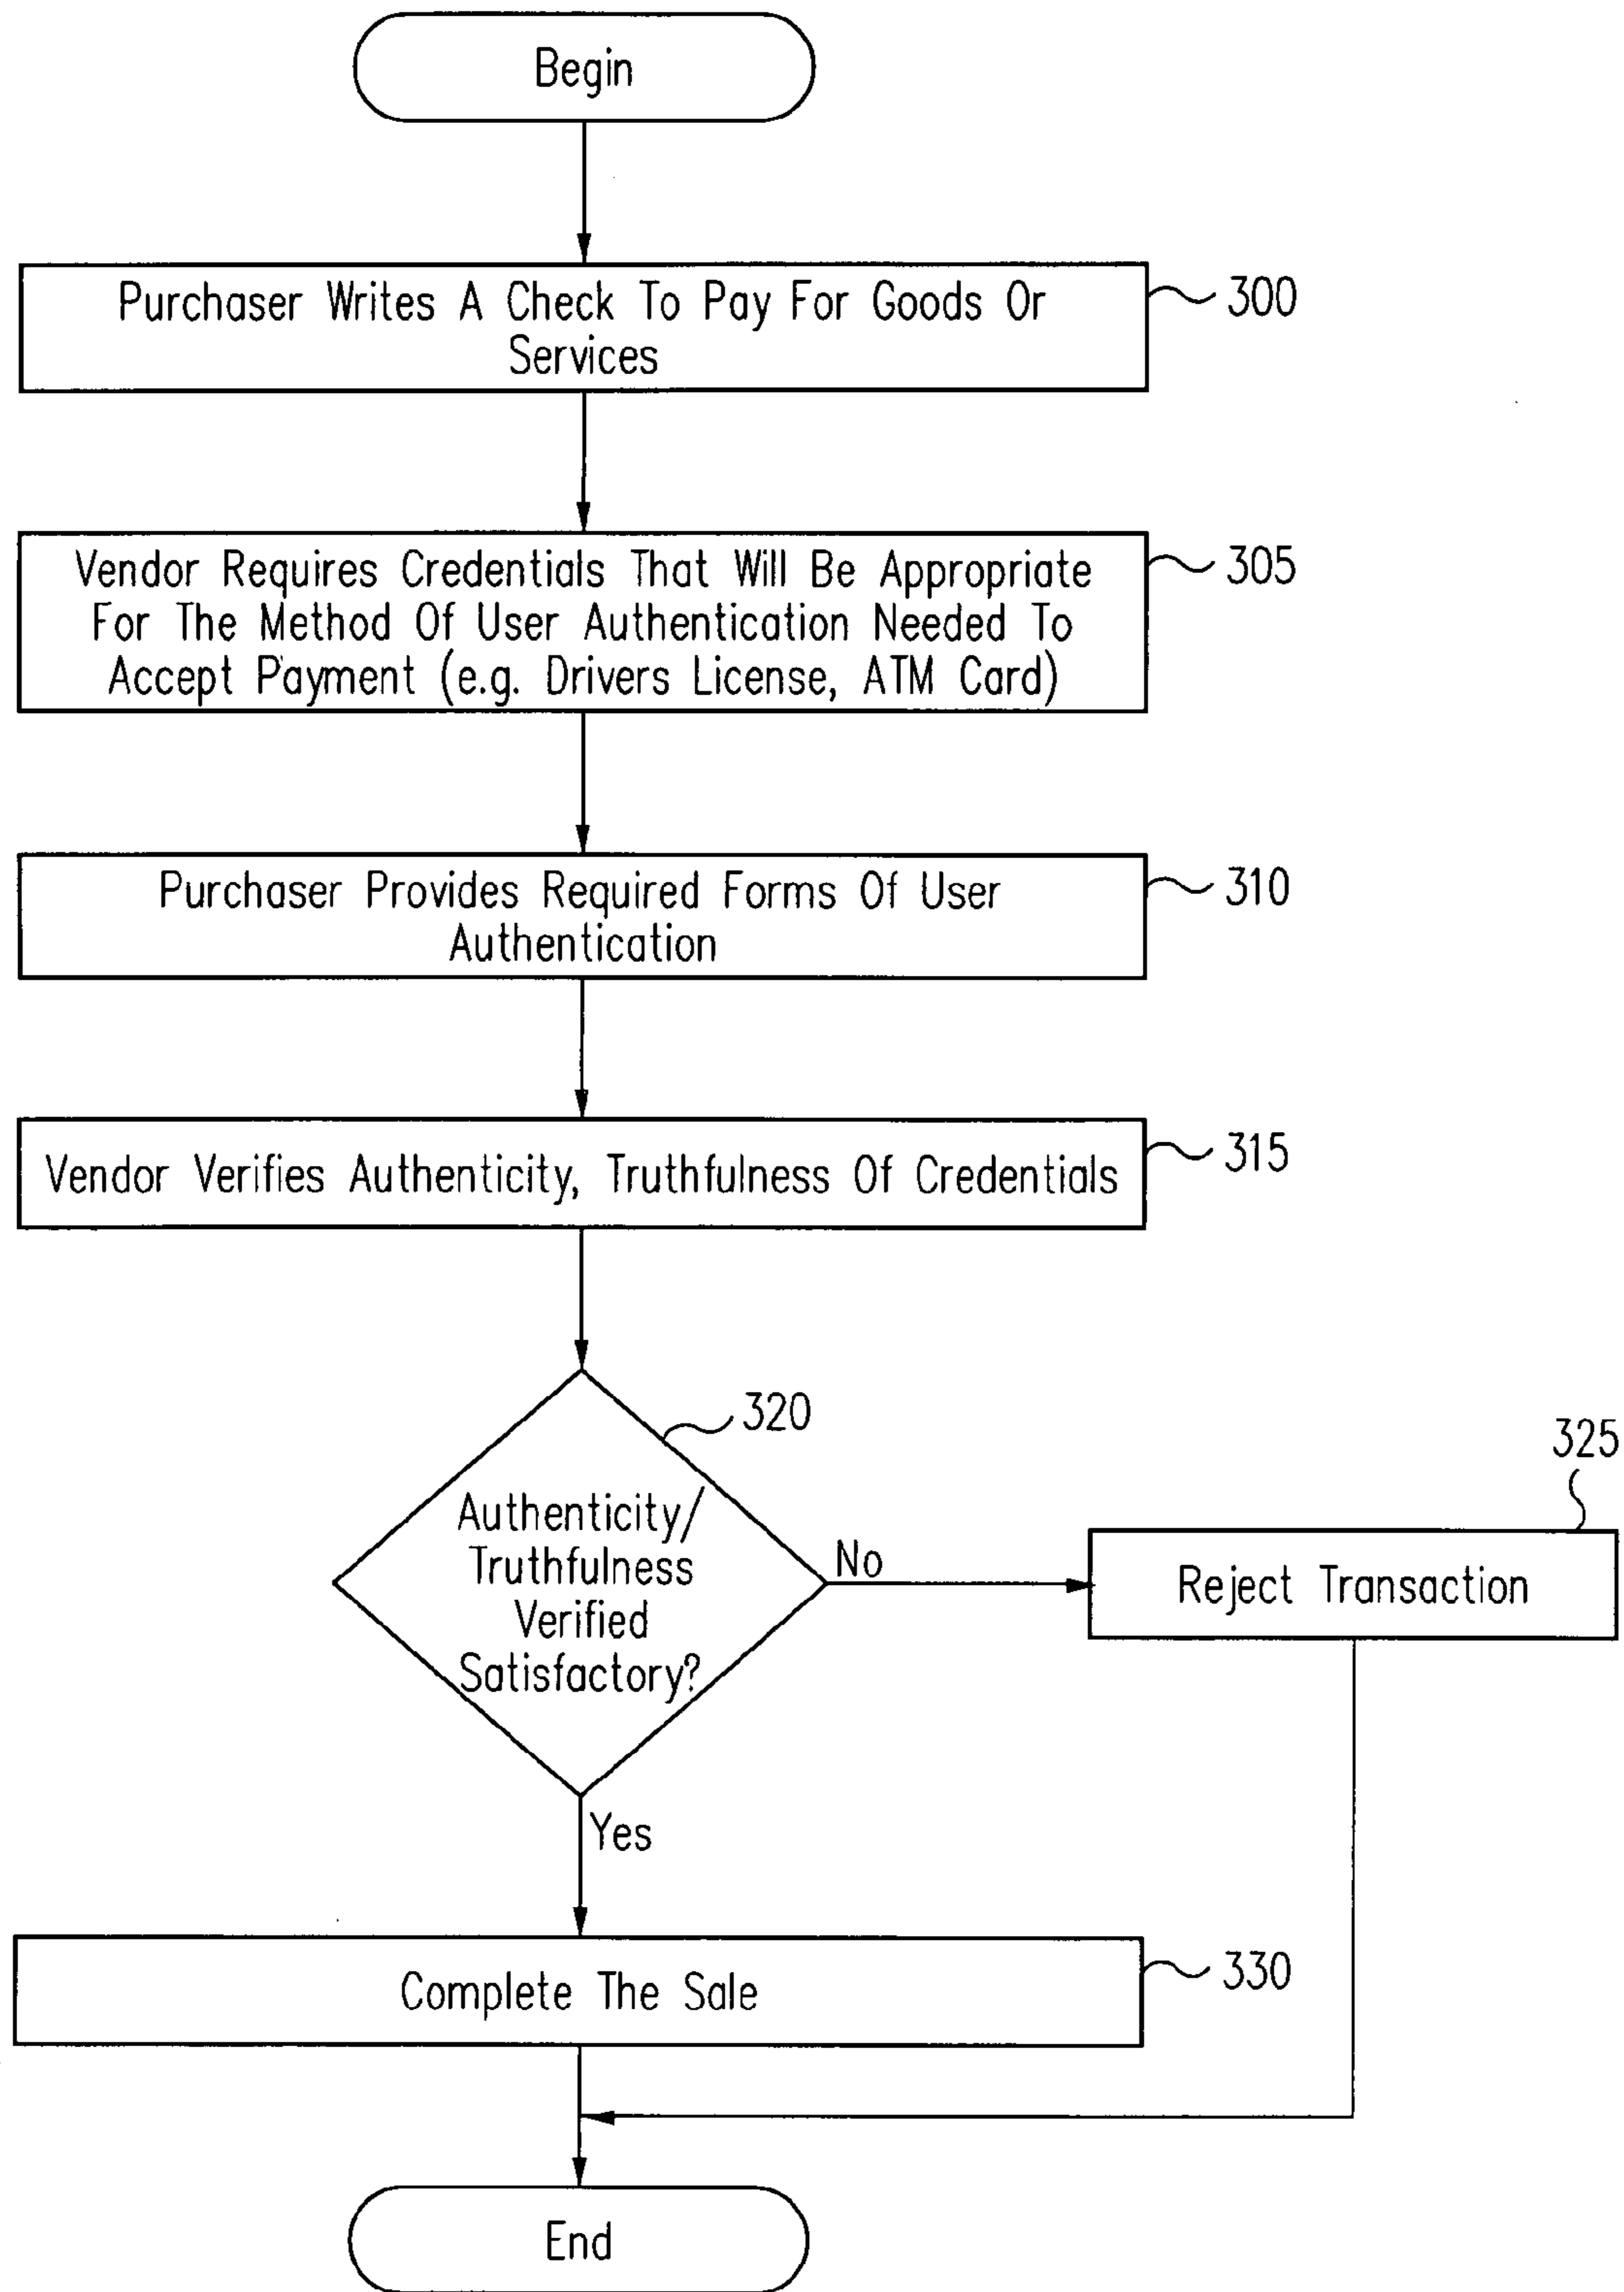 Begin
Purchaser Writes A Check To Pay For Goods Or
Services
300
Vendor Requires Credentials That Will Be Appropriate
For The Method Of User Authentication Needed To
Accept Payment (e.g. Drivers License, ATM Card)
305
Purchaser Provides Required Forms Of User
Authentication
310
Vendor Verifies Authenticity, Truthfulness Of Credentials
315
320
Authenticity/
Truthfulness
Verified
Satisfactory?
No
325
Reject Transaction
Yes
Complete The Sale
330
End